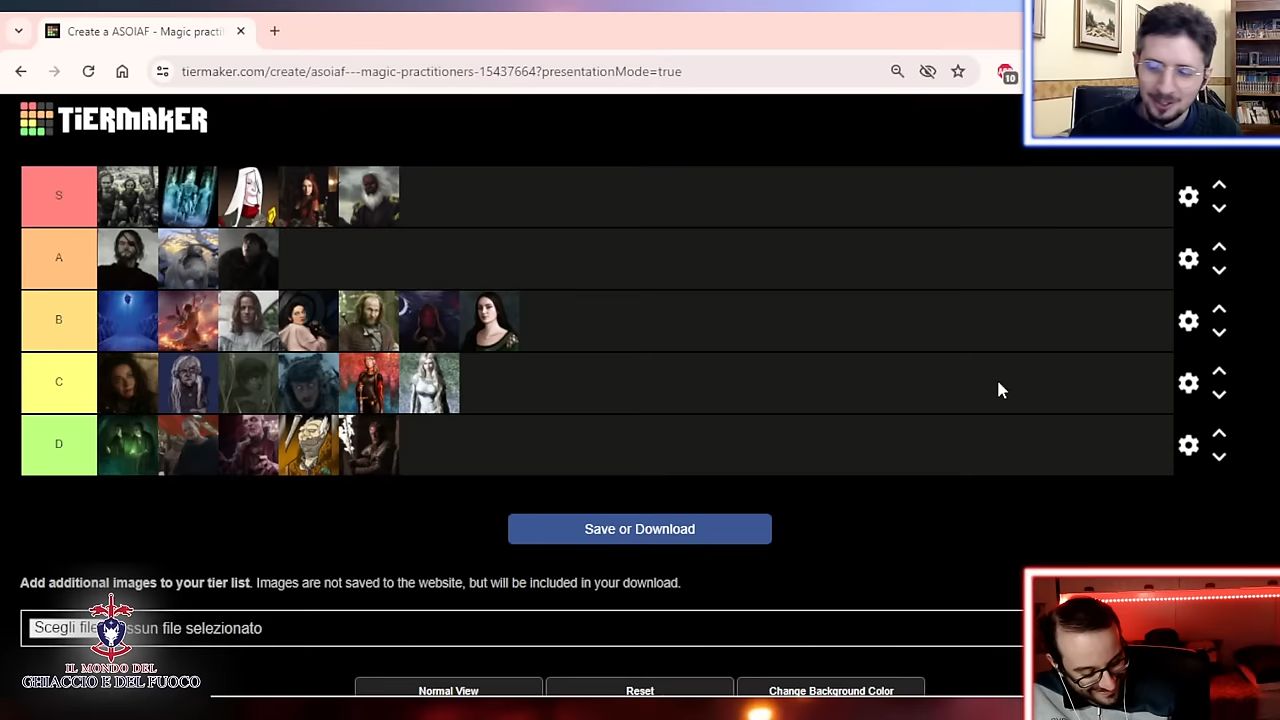 Create a ASOIAF - Magic practi
tiermaker.com/create/asoiaf---magic-practitioners-15437664?presentationMode=true
10
TiERMAKER
S
A
B
C
D
Save or Download
Add additional images to your tier list. Images are not saved to the website, but will be included in your download.
Scegli file
ssun file selezionato
IL MONDO DEL
GHIACCIO E DEL FUOCO
Normal View
Reset
Change Background Color